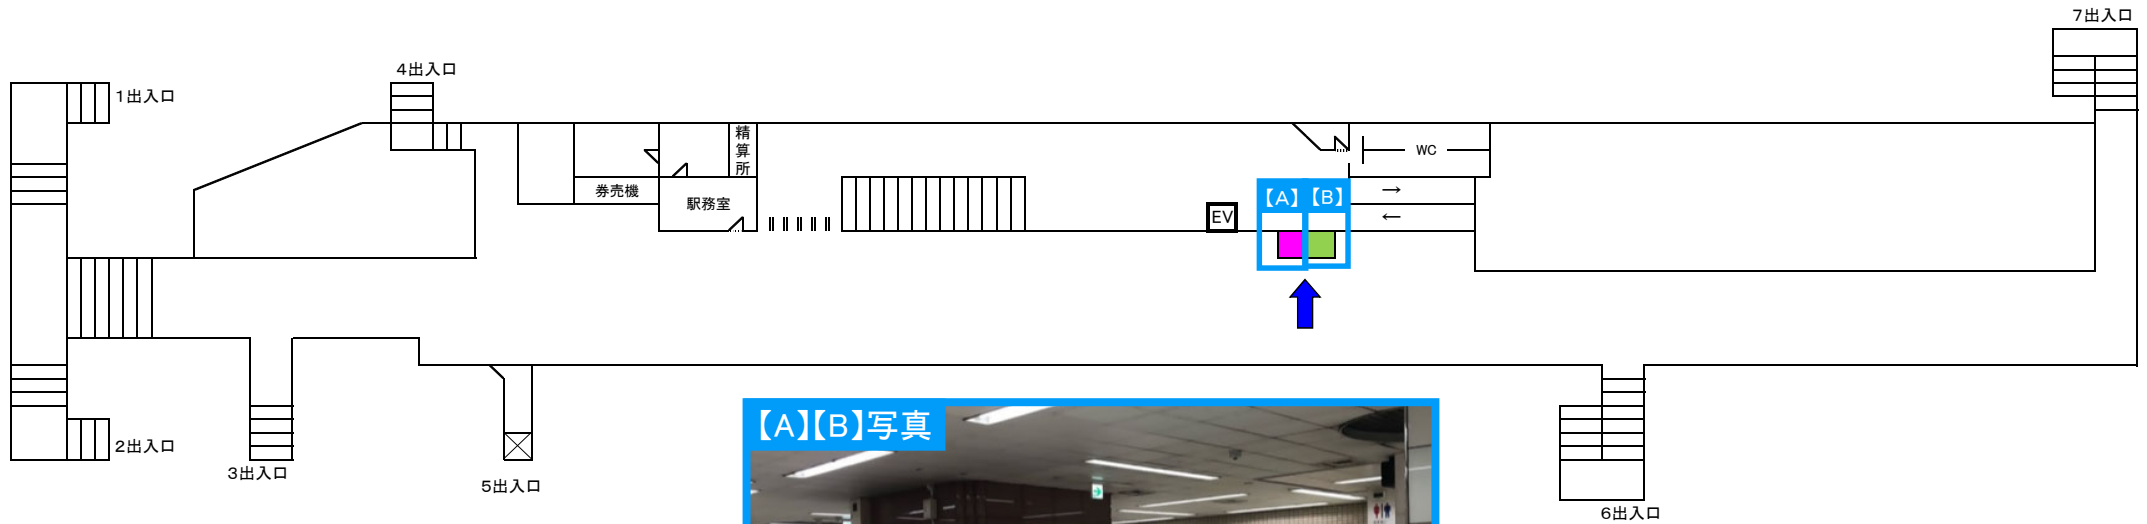 7出入口
4出入口
1出入口
精算所
WC
券売機
駅務室
【A】【B】
→
EV
←
【A】【B】写真
2出入口
3出入口
5出入口
6出入口